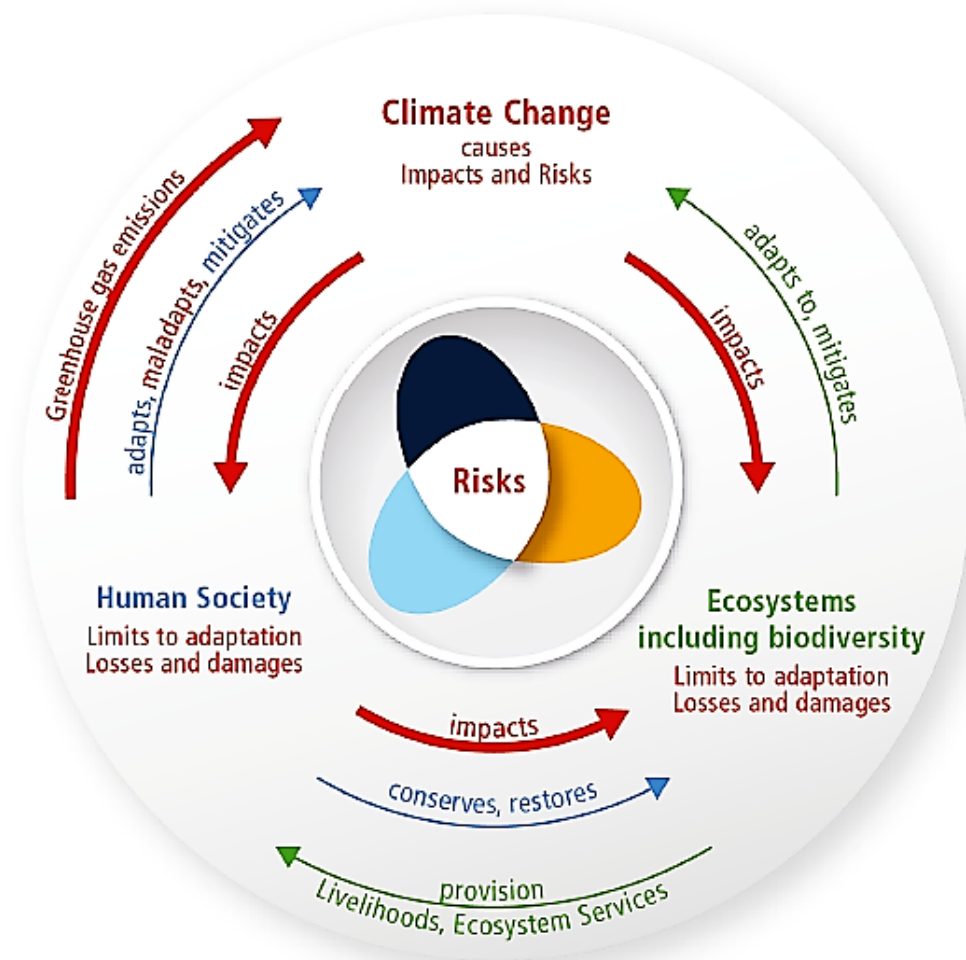 Climate Change
causes
Impacts and Risks
Greenhouse gas emissions
adapts, maladapts, mitigates
impacts
impacts
adapts to, mitigates
Risks
Human Society
Limits to adaptation
Losses and damages
Ecosystems
including biodiversity
Limits to adaptation
Losses and damages
impacts
conserves, restores
provision
Livelihoods, Ecosystem Services